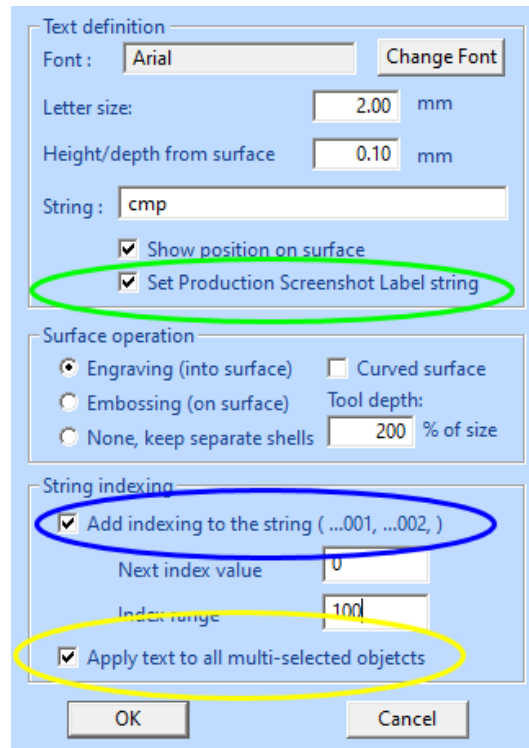 Text definition
Font : Arial Change Font
Letter size: 2.00 mm
Height/depth from surface 0.10 mm
String : cmp
Show position on surface
Set Production Screenshot Label string
Surface operation
Engraving (into surface) Curved surface
Embossing (on surface) Tool depth:
None, keep separate shells 200 % of size
String indexing
Add indexing to the string ( ...001, ...002, )
Next index value 0
Index range 100
Apply text to all multi-selected objetcts
OK Cancel